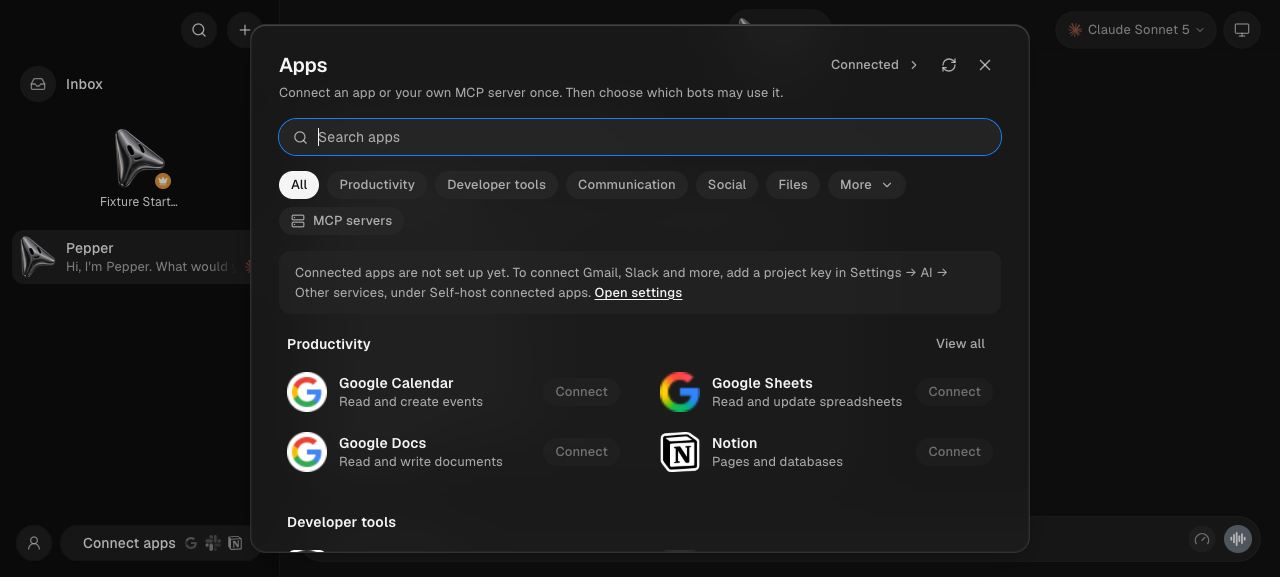 Claude Sonnet 5
Inbox
Fixture Start...
Pepper
Hi, I'm Pepper. What would
Connect apps
Apps
Connected
Connect an app or your own MCP server once. Then choose which bots may use it.
Search apps
All
Productivity
Developer tools
Communication
Social
Files
More
MCP servers
Connected apps are not set up yet. To connect Gmail, Slack and more, add a project key in Settings → AI →
Other services, under Self-host connected apps. Open settings
Productivity
View all
Google Calendar
Read and create events
Connect
Google Sheets
Read and update spreadsheets
Connect
Google Docs
Read and write documents
Connect
Notion
Pages and databases
Connect
Developer tools